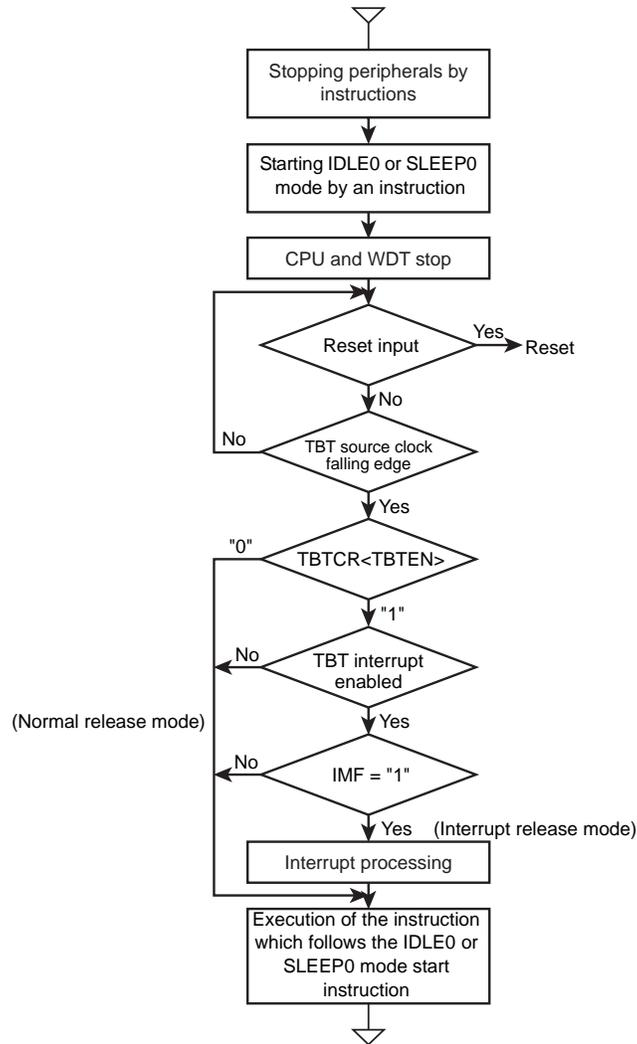 Stopping peripherals by
instructions
Starting IDLE0 or SLEEP0
mode by an instruction
CPU and WDT stop
Reset input
Yes
Reset
No
No
TBT source clock
falling edge
Yes
"0"
TBTCR<TBTEN>
"1"
No
TBT interrupt
enabled
(Normal release mode)
Yes
No
IMF = "1"
Yes
(Interrupt release mode)
Interrupt processing
Execution of the instruction
which follows the IDLE0 or
SLEEP0 mode start
instruction